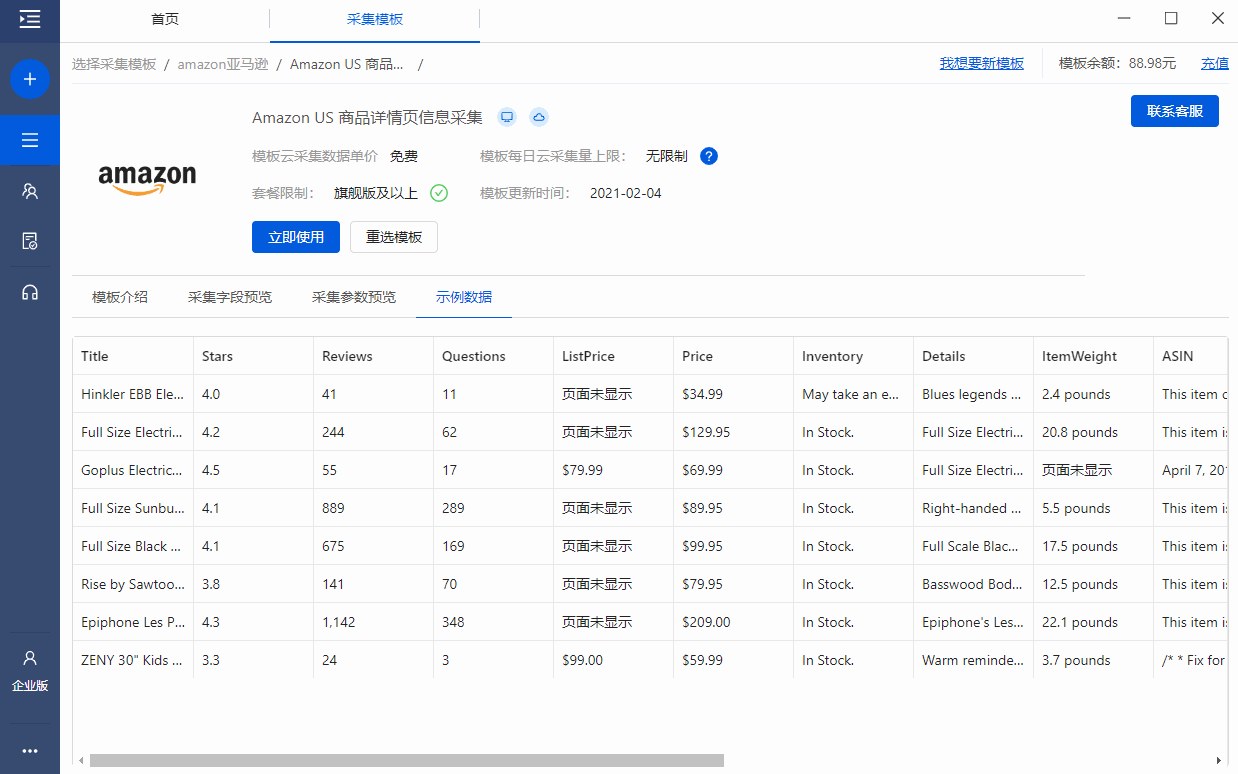 首页 采集模板
选择采集模板 / amazon亚马逊 / Amazon US 商品... / 我想要新模板 模板余额：88.98元 充值
Amazon US 商品详情页信息采集 联系客服
模板云采集数据单价 免费 模板每日云采集量上限： 无限制 ?
amazon
套餐限制： 旗舰版及以上 模板更新时间： 2021-02-04
立即使用 重选模板
模板介绍 采集字段预览 采集参数预览 示例数据
Title Stars Reviews Questions ListPrice Price Inventory Details ItemWeight ASIN
Hinkler EBB Ele... 4.0 41 11 页面未显示 $34.99 May take an e... Blues legends ... 2.4 pounds This item c
Full Size Electri... 4.2 244 62 页面未显示 $129.95 In Stock. Full Size Electri... 20.8 pounds This item i
Goplus Electric... 4.5 55 17 $79.99 $69.99 In Stock. Full Size Electri... 页面未显示 April 7, 201
Full Size Sunbu... 4.1 889 289 页面未显示 $89.95 In Stock. Right-handed ... 5.5 pounds This item i
Full Size Black ... 4.1 675 169 页面未显示 $99.95 In Stock. Full Scale Blac... 17.5 pounds This item i
Rise by Sawtoo... 3.8 141 70 页面未显示 $79.95 In Stock. Basswood Bod... 12.5 pounds This item i
Epiphone Les P... 4.3 1,142 348 页面未显示 $209.00 In Stock. Epiphone's Les... 22.1 pounds This item i
ZENY 30" Kids ... 3.3 24 3 $99.00 $59.99 In Stock. Warm reminde... 3.7 pounds /* * Fix for
企业版